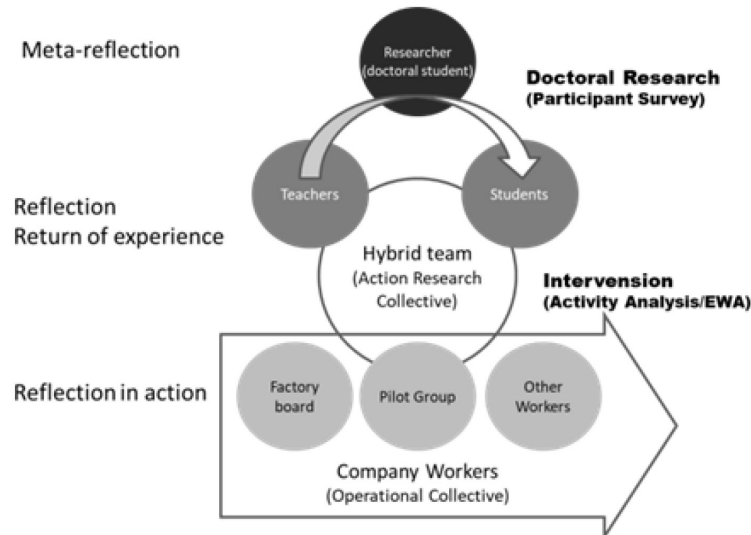 Meta-reflection
Researcher
(doctoral student)
Doctoral Research
(Participant Survey)
Teachers
Students
Reflection
Return of experience
Hybrid team
(Action Research
Collective)
Intervension
(Activity Analysis/EWA)
Reflection in action
Factory
board
Pilot Group
Other
Workers
Company Workers
(Operational Collective)